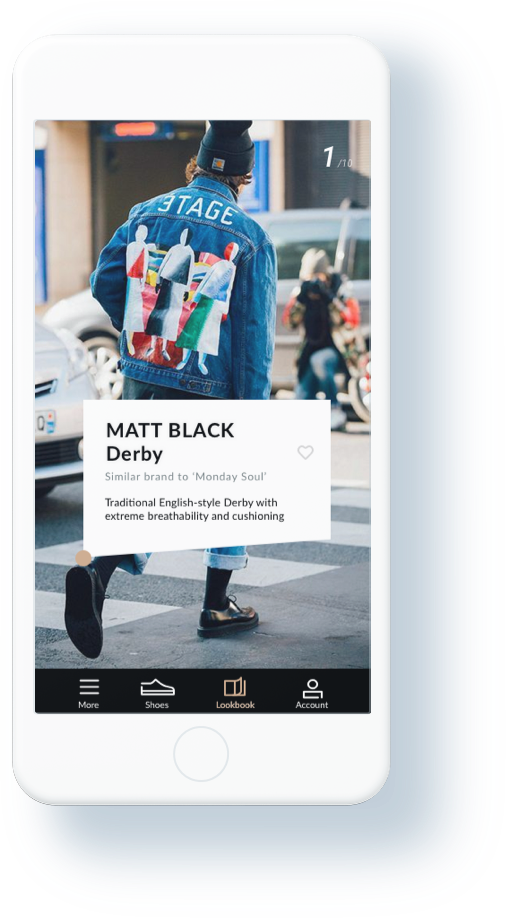 1 /10
ƎTAGE
MATT BLACK
Derby
Similar brand to 'Monday Soul'
Traditional English-style Derby with
extreme breathability and cushioning
More
Shoes
Lookbook
Account